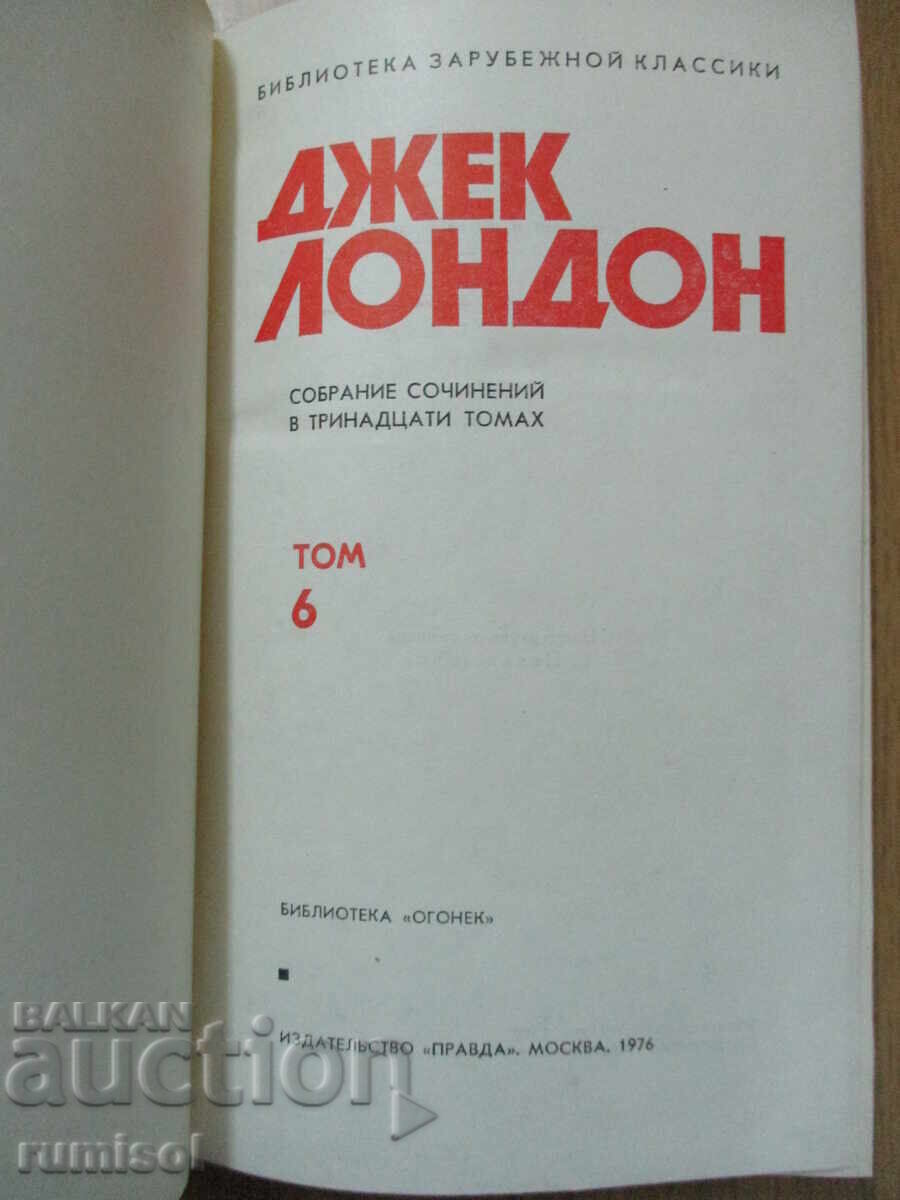 БИБЛИОТЕКА ЗАРУБЕЖНОЙ КЛАССИКИ
ДЖЕК
ЛОНДОН
СОБРАНИЕ СОЧИНЕНИЙ
В ТРИНАДЦАТИ ТОМАХ
ТОМ
6
БИБЛИОТЕКА «ОГОНЕК»
ИЗДАТЕЛЬСТВО «ПРАВДА». МОСКВА. 1976
BALKAN
auction
rumisol